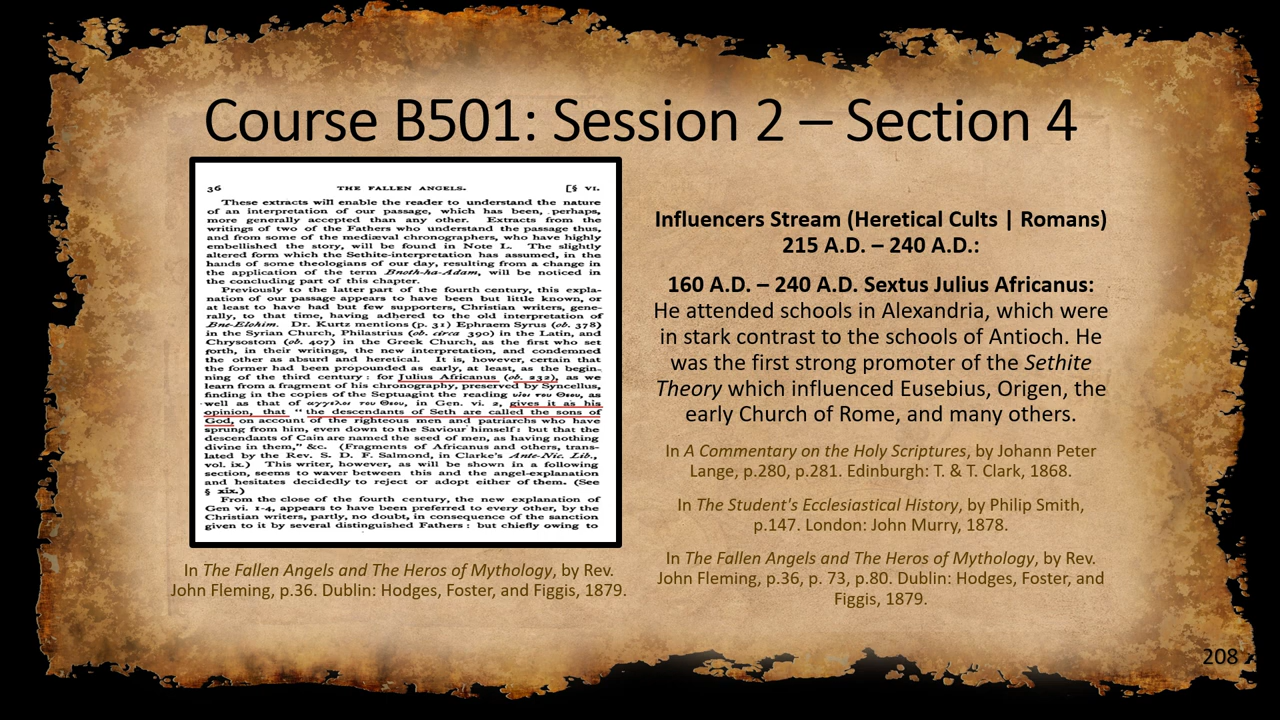 Course B501: Session 2 – Section 4
36 THE FALLEN ANGELS. [§ VI.
These extracts will enable the reader to understand the nature
of an interpretation of our passage, which has been, perhaps,
more generally accepted than any other. Extracts from the
writings of two of the Fathers who understand the passage thus,
and from some of the mediæval chronographers, who have highly
embellished the story, will be found in Note L. The slightly
altered form which the Sethite-interpretation has assumed, in the
hands of some theologians of our day, resulting from a change in
the application of the term Bnoth-ha-Adam, will be noticed in
the concluding part of this chapter.
Previously to the latter part of the fourth century, this expla-
nation of our passage appears to have been but little known, or
at least to have had but few supporters, Christian writers, gene-
rally, to that time, having adhered to the old interpretation of
Bne-Elohim. Dr. Kurtz mentions (p. 31) Ephraem Syrus (ob. 378)
in the Syrian Church, Philastrius (ob. circa 390) in the Latin, and
Chrysostom (ob. 407) in the Greek Church, as the first who set
forth, in their writings, the new interpretation, and condemned
the other as absurd and heretical. It is, however, certain that
the former had been propounded as early, at least, as the begin-
ning of the third century: for Julius Africanus (ob. 232), as we
learn from a fragment of his chronography, preserved by Syncellus,
finding in the copies of the Septuagint the reading υἱοι του Θεου, as
well as that of αγγελοι του Θεου, in Gen. vi. 2, gives it as his
opinion, that "the descendants of Seth are called the sons of
God, on account of the righteous men and patriarchs who have
sprung from him, even down to the Saviour himself: but that the
descendants of Cain are named the seed of men, as having nothing
divine in them," &c. (Fragments of Africanus and others, trans-
lated by the Rev. S. D. F. Salmond, in Clarke's Ante-Nic. Lib.,
vol. ix.) This writer, however, as will be shown in a following
section, seems to waver between this and the angel-explanation
and hesitates decidedly to reject or adopt either of them. (See
§ xix.)
From the close of the fourth century, the new explanation of
Gen vi. 1-4, appears to have been preferred to every other, by the
Christian writers, partly, no doubt, in consequence of the sanction
given to it by several distinguished Fathers: but chiefly owing to
In The Fallen Angels and The Heros of Mythology, by Rev.
John Fleming, p.36. Dublin: Hodges, Foster, and Figgis, 1879.
Influencers Stream (Heretical Cults | Romans)
215 A.D. – 240 A.D.:
160 A.D. – 240 A.D. Sextus Julius Africanus:
He attended schools in Alexandria, which were
in stark contrast to the schools of Antioch. He
was the first strong promoter of the Sethite
Theory which influenced Eusebius, Origen, the
early Church of Rome, and many others.
In A Commentary on the Holy Scriptures, by Johann Peter
Lange, p.280, p.281. Edinburgh: T. & T. Clark, 1868.
In The Student's Ecclesiastical History, by Philip Smith,
p.147. London: John Murry, 1878.
In The Fallen Angels and The Heros of Mythology, by Rev.
John Fleming, p.36, p. 73, p.80. Dublin: Hodges, Foster, and
Figgis, 1879.
208